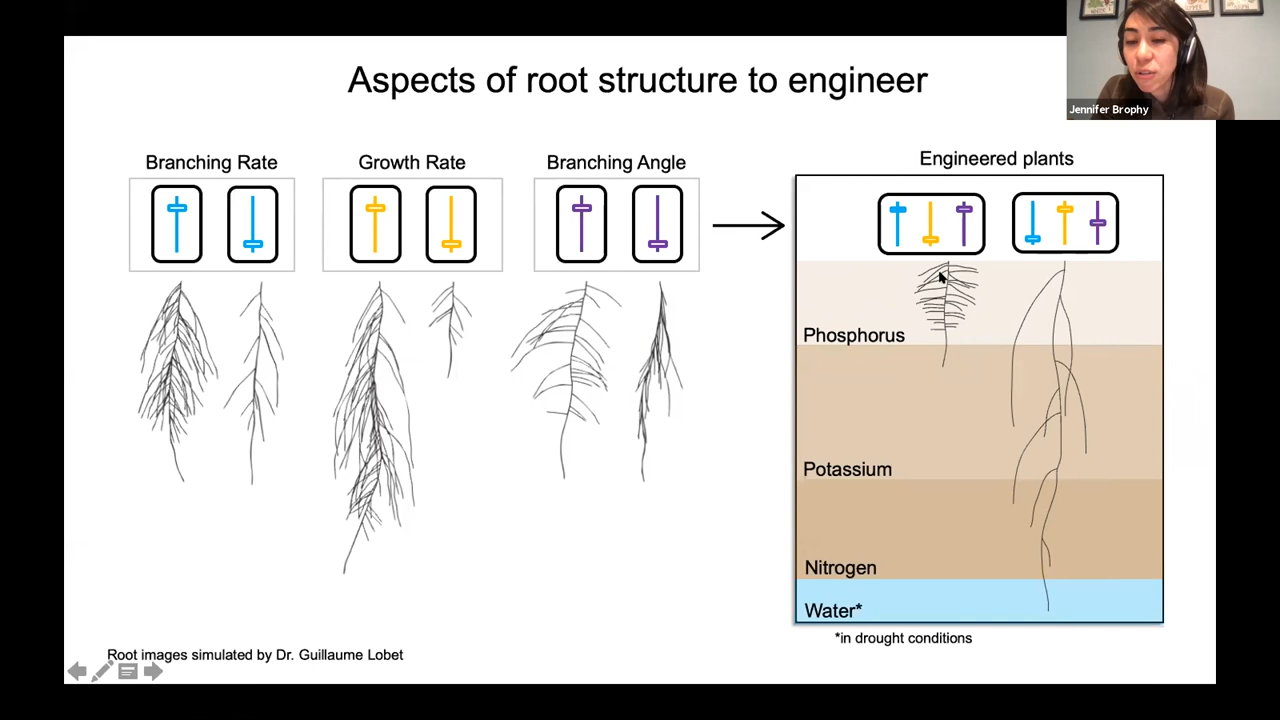 Aspects of root structure to engineer
Jennifer Brophy
Branching Rate
Growth Rate
Branching Angle
Engineered plants
Phosphorus
Potassium
Nitrogen
Water*
*in drought conditions
Root images simulated by Dr. Guillaume Lobet